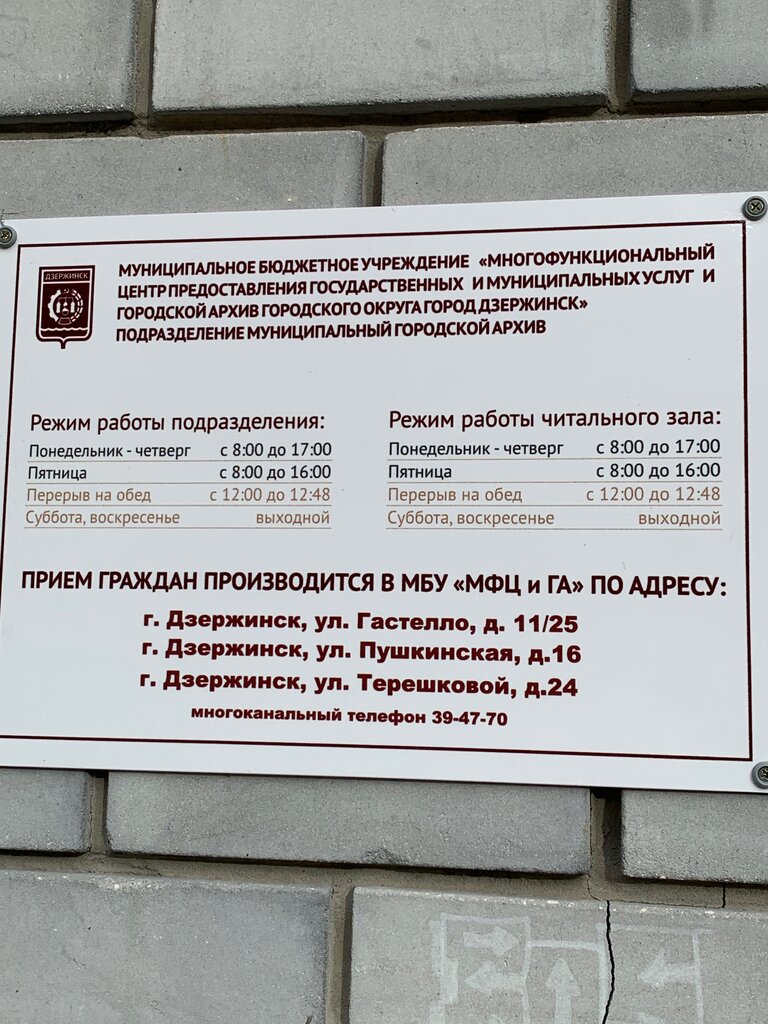 ДЗЕРЖИНСК
МУНИЦИПАЛЬНОЕ БЮДЖЕТНОЕ УЧРЕЖДЕНИЕ «МНОГОФУНКЦИОНАЛЬНЫЙ
ЦЕНТР ПРЕДОСТАВЛЕНИЯ ГОСУДАРСТВЕННЫХ И МУНИЦИПАЛЬНЫХ УСЛУГ И
ГОРОДСКОЙ АРХИВ ГОРОДСКОГО ОКРУГА ГОРОД ДЗЕРЖИНСК»
ПОДРАЗДЕЛЕНИЕ МУНИЦИПАЛЬНЫЙ ГОРОДСКОЙ АРХИВ
Режим работы подразделения:
Понедельник - четверг с 8:00 до 17:00
Пятница с 8:00 до 16:00
Перерыв на обед с 12:00 до 12:48
Суббота, воскресенье выходной
Режим работы читального зала:
Понедельник - четверг с 8:00 до 17:00
Пятница с 8:00 до 16:00
Перерыв на обед с 12:00 до 12:48
Суббота, воскресенье выходной
ПРИЕМ ГРАЖДАН ПРОИЗВОДИТСЯ В МБУ «МФЦ и ГА» ПО АДРЕСУ:
г. Дзержинск, ул. Гастелло, д. 11/25
г. Дзержинск, ул. Пушкинская, д.16
г. Дзержинск, ул. Терешковой, д.24
многоканальный телефон 39-47-70